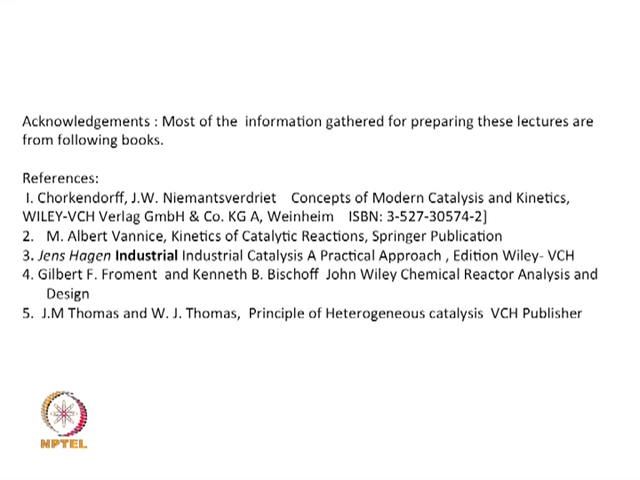 Acknowledgements : Most of the information gathered for preparing these lectures are
from following books.
References:
I. Chorkendorff, J.W. Niemantsverdriet Concepts of Modern Catalysis and Kinetics,
WILEY-VCH Verlag GmbH & Co. KG A, Weinheim ISBN: 3-527-30574-2]
2. M. Albert Vannice, Kinetics of Catalytic Reactions, Springer Publication
3. Jens Hagen Industrial Industrial Catalysis A Practical Approach , Edition Wiley- VCH
4. Gilbert F. Froment and Kenneth B. Bischoff John Wiley Chemical Reactor Analysis and
Design
5. J.M Thomas and W. J. Thomas, Principle of Heterogeneous catalysis VCH Publisher
NPTEL